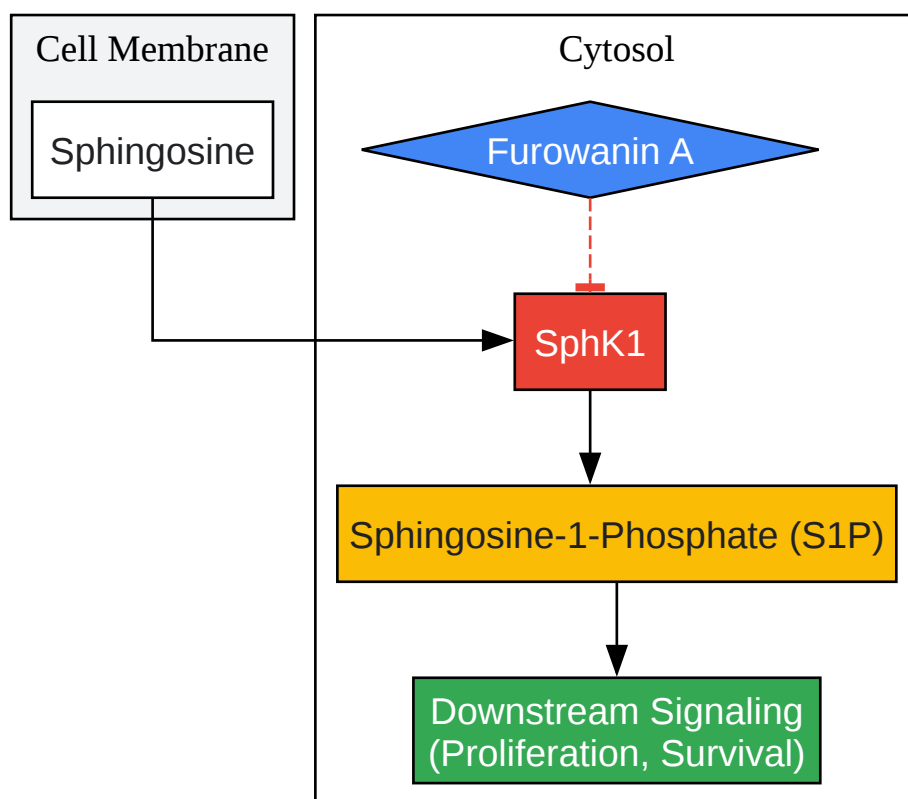 Cell Membrane
Sphingosine
Cytosol
Furowanin A
SphK1
Sphingosine-1-Phosphate (S1P)
Downstream Signaling
(Proliferation, Survival)